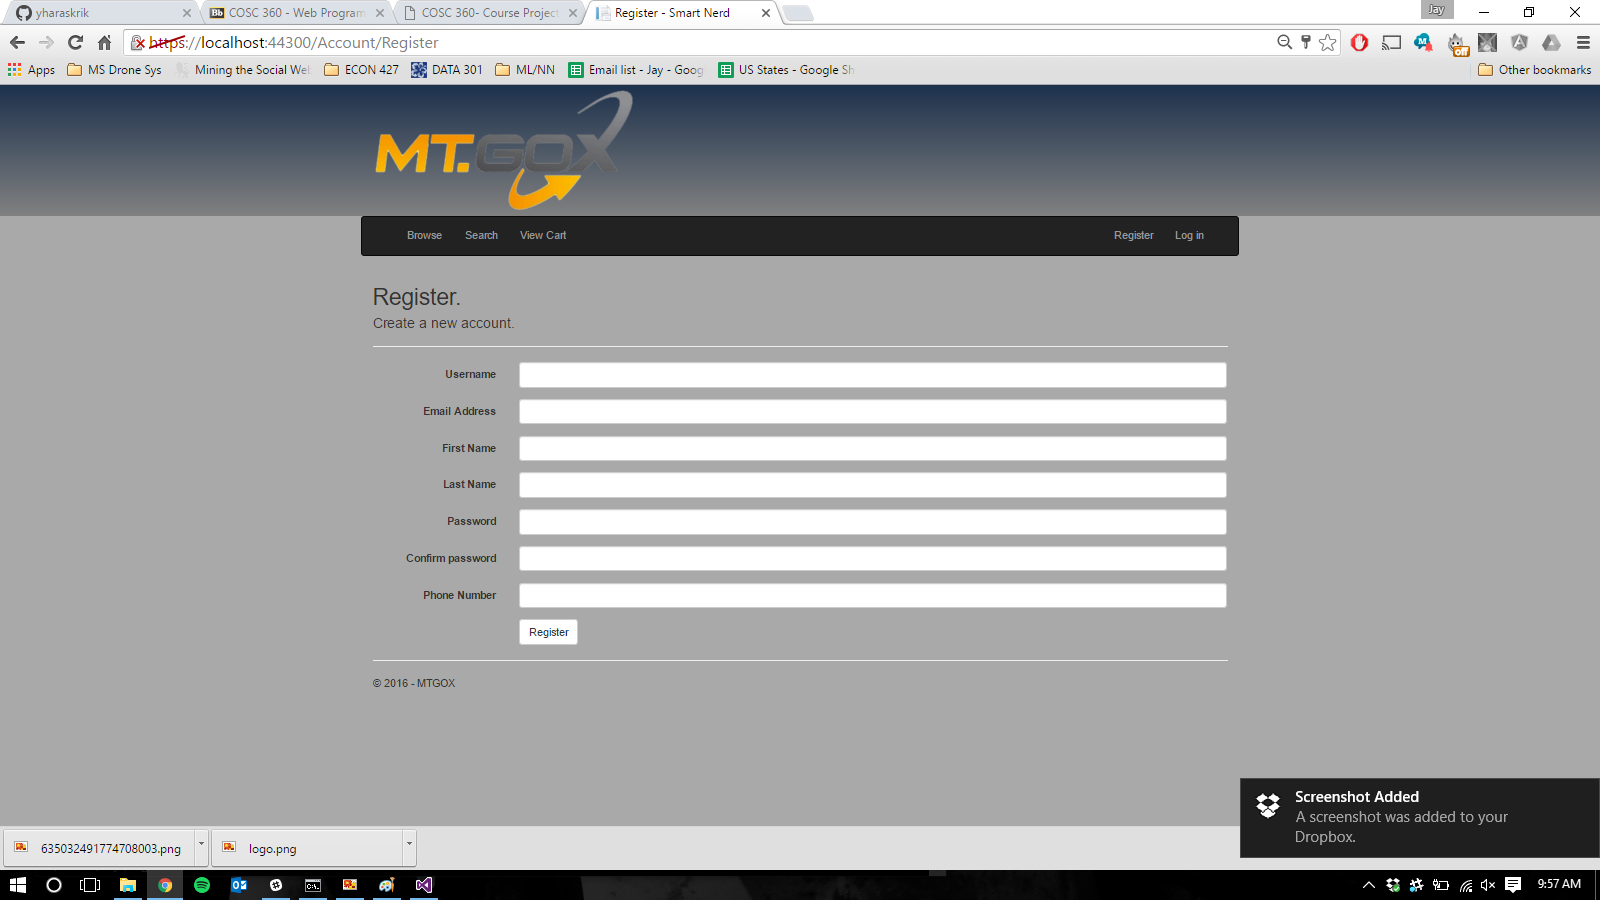 yharaskrik
COSC 360 - Web Program
COSC 360- Course Project
Register - Smart Nerd
Jay
https://localhost:44300/Account/Register
Apps
MS Drone Sys
Mining the Social We
ECON 427
DATA 301
ML/NN
Email list - Jay - Goog
US States - Google Sh
Other bookmarks
MT.GOX
Browse
Search
View Cart
Register
Log in
Register.
Create a new account.
Username
Email Address
First Name
Last Name
Password
Confirm password
Phone Number
Register
© 2016 - MTGOX
Screenshot Added
A screenshot was added to your
Dropbox.
635032491774708003.png
logo.png
9:57 AM